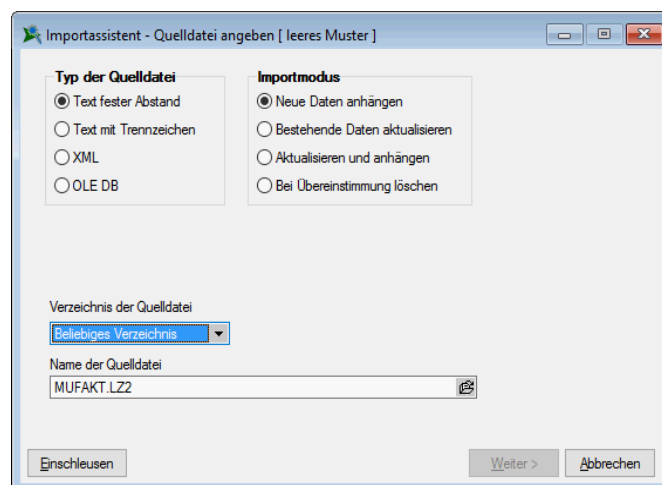 Importassistent - Quelldatei angeben [ leeres Muster ]
Typ der Quelldatei
Text fester Abstand
Text mit Trennzeichen
XML
OLE DB
Importmodus
Neue Daten anhängen
Bestehende Daten aktualisieren
Aktualisieren und anhängen
Bei Übereinstimmung löschen
Verzeichnis der Quelldatei
Beliebiges Verzeichnis
Name der Quelldatei
MUFAKT.LZ2
Einschleusen
Weiter >
Abbrechen